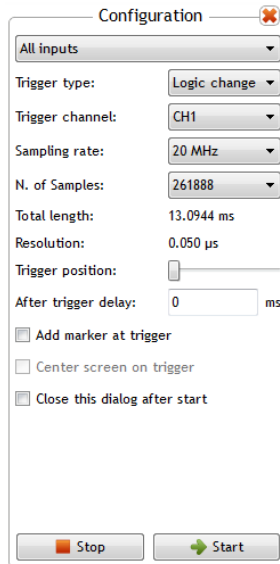 Configuration
All inputs
Trigger type: Logic change
Trigger channel: CH1
Sampling rate: 20 MHz
N. of Samples: 261888
Total length: 13.0944 ms
Resolution: 0.050 µs
Trigger position:
After trigger delay: 0 ms
Add marker at trigger
Center screen on trigger
Close this dialog after start
Stop Start